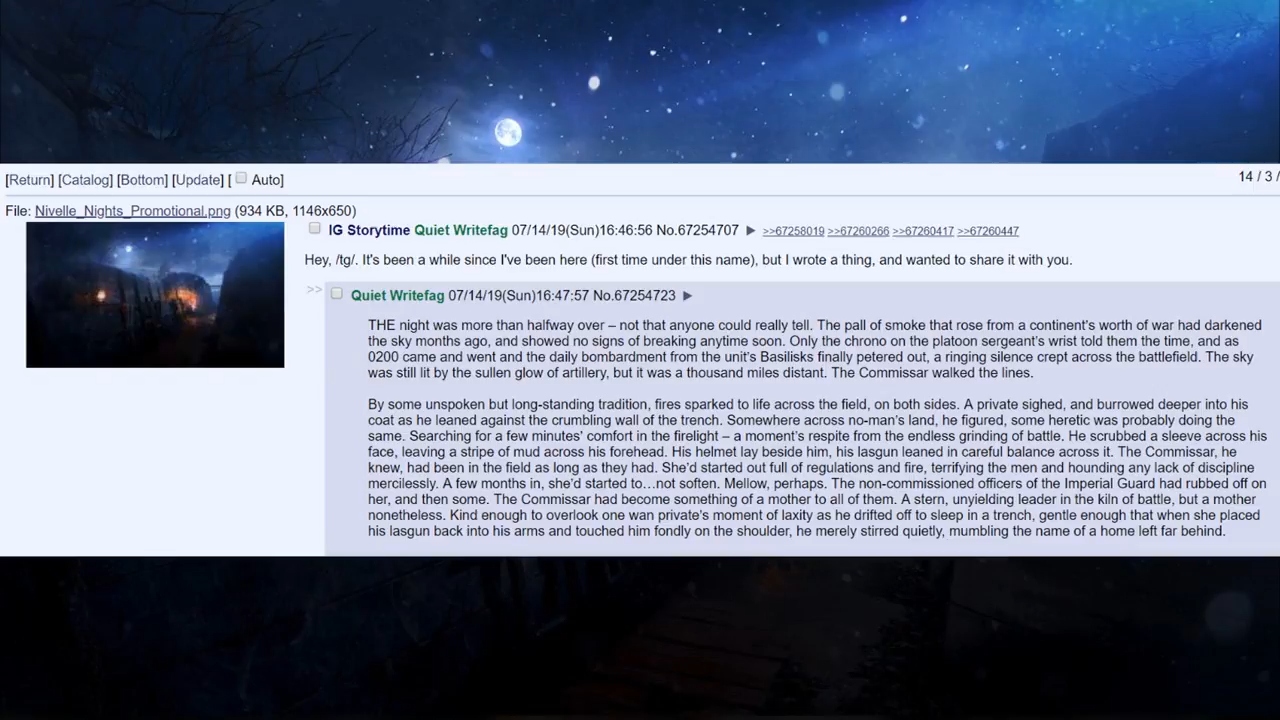 [Return] [Catalog] [Bottom] [Update] [ Auto]
14 / 3 /
File: Nivelle_Nights_Promotional.png (934 KB, 1146x650)
IG Storytime Quiet Writefag 07/14/19(Sun)16:46:56 No.67254707 ▶ >>67258019 >>67260266 >>67260417 >>67260447
Hey, /tg/. It's been a while since I've been here (first time under this name), but I wrote a thing, and wanted to share it with you.
>> Quiet Writefag 07/14/19(Sun)16:47:57 No.67254723 ▶
THE night was more than halfway over – not that anyone could really tell. The pall of smoke that rose from a continent's worth of war had darkened
the sky months ago, and showed no signs of breaking anytime soon. Only the chrono on the platoon sergeant's wrist told them the time, and as
0200 came and went and the daily bombardment from the unit's Basilisks finally petered out, a ringing silence crept across the battlefield. The sky
was still lit by the sullen glow of artillery, but it was a thousand miles distant. The Commissar walked the lines.
By some unspoken but long-standing tradition, fires sparked to life across the field, on both sides. A private sighed, and burrowed deeper into his
coat as he leaned against the crumbling wall of the trench. Somewhere across no-man's land, he figured, some heretic was probably doing the
same. Searching for a few minutes' comfort in the firelight – a moment's respite from the endless grinding of battle. He scrubbed a sleeve across his
face, leaving a stripe of mud across his forehead. His helmet lay beside him, his lasgun leaned in careful balance across it. The Commissar, he
knew, had been in the field as long as they had. She'd started out full of regulations and fire, terrifying the men and hounding any lack of discipline
mercilessly. A few months in, she'd started to…not soften. Mellow, perhaps. The non-commissioned officers of the Imperial Guard had rubbed off on
her, and then some. The Commissar had become something of a mother to all of them. A stern, unyielding leader in the kiln of battle, but a mother
nonetheless. Kind enough to overlook one wan private's moment of laxity as he drifted off to sleep in a trench, gentle enough that when she placed
his lasgun back into his arms and touched him fondly on the shoulder, he merely stirred quietly, mumbling the name of a home left far behind.